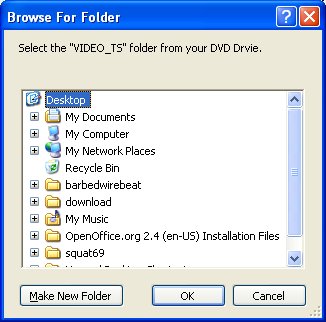 Browse For Folder
Select the "VIDEO_TS" folder from your DVD Drvie.
Desktop
My Documents
My Computer
My Network Places
Recycle Bin
barbedwirebeat
download
My Music
OpenOffice.org 2.4 (en-US) Installation Files
squat69
Make New Folder
OK
Cancel